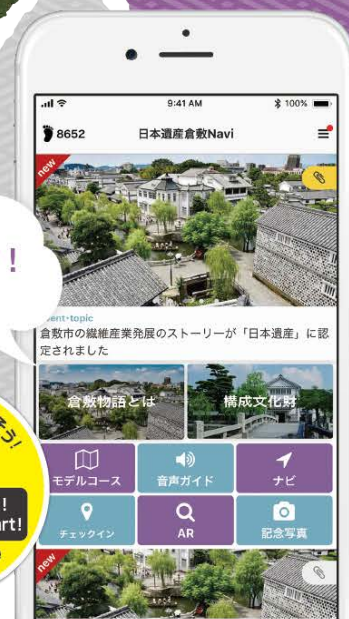 9:41 AM
100%
8652
日本遺産倉敷Navi
new
!
event・topic
倉敷市の繊維産業発展のストーリーが「日本遺産」に認
定されました
倉敷物語とは
構成文化財
モデルコース
音声ガイド
ナビ
そう!
!
art!
チェックイン
AR
記念写真
new